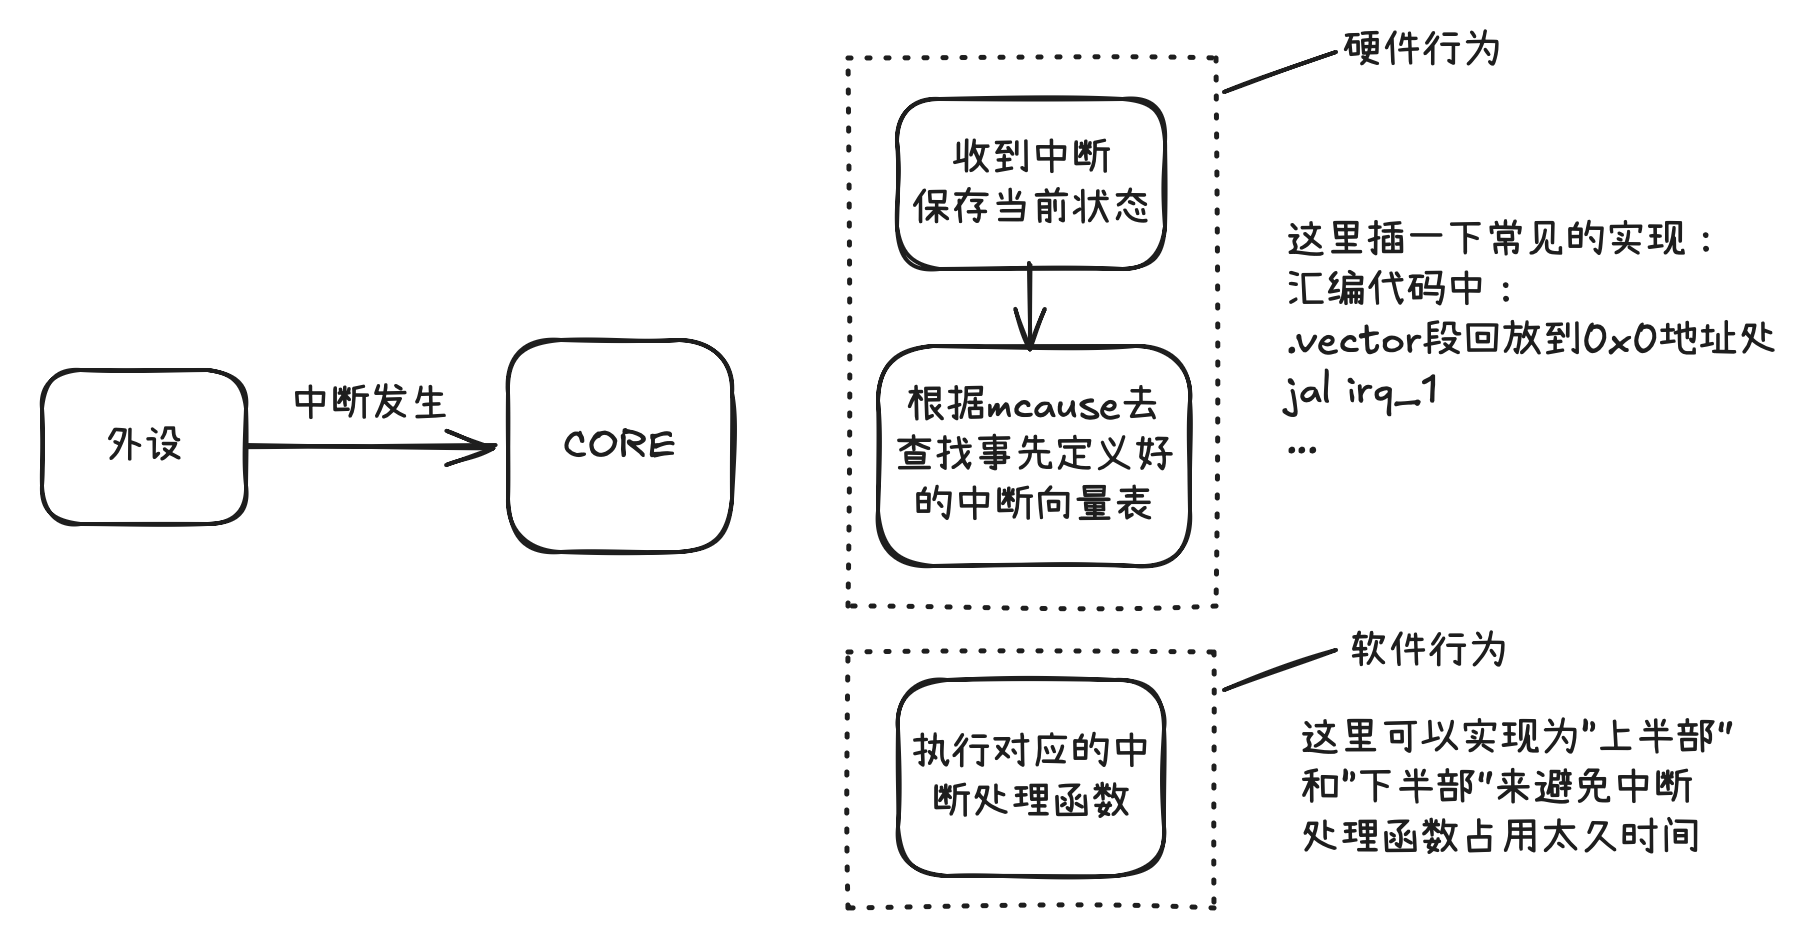 外设
中断发生
CORE
硬件行为
收到中断
保存当前状态
根据mcause去
查找事先定义好
的中断向量表
这里插一下常见的实现：
汇编代码中：
.vector段回放到0x0地址处
jal irq_1
...
软件行为
执行对应的中
断处理函数
这里可以实现为"上半部"
和"下半部"来避免中断
处理函数占用太久时间